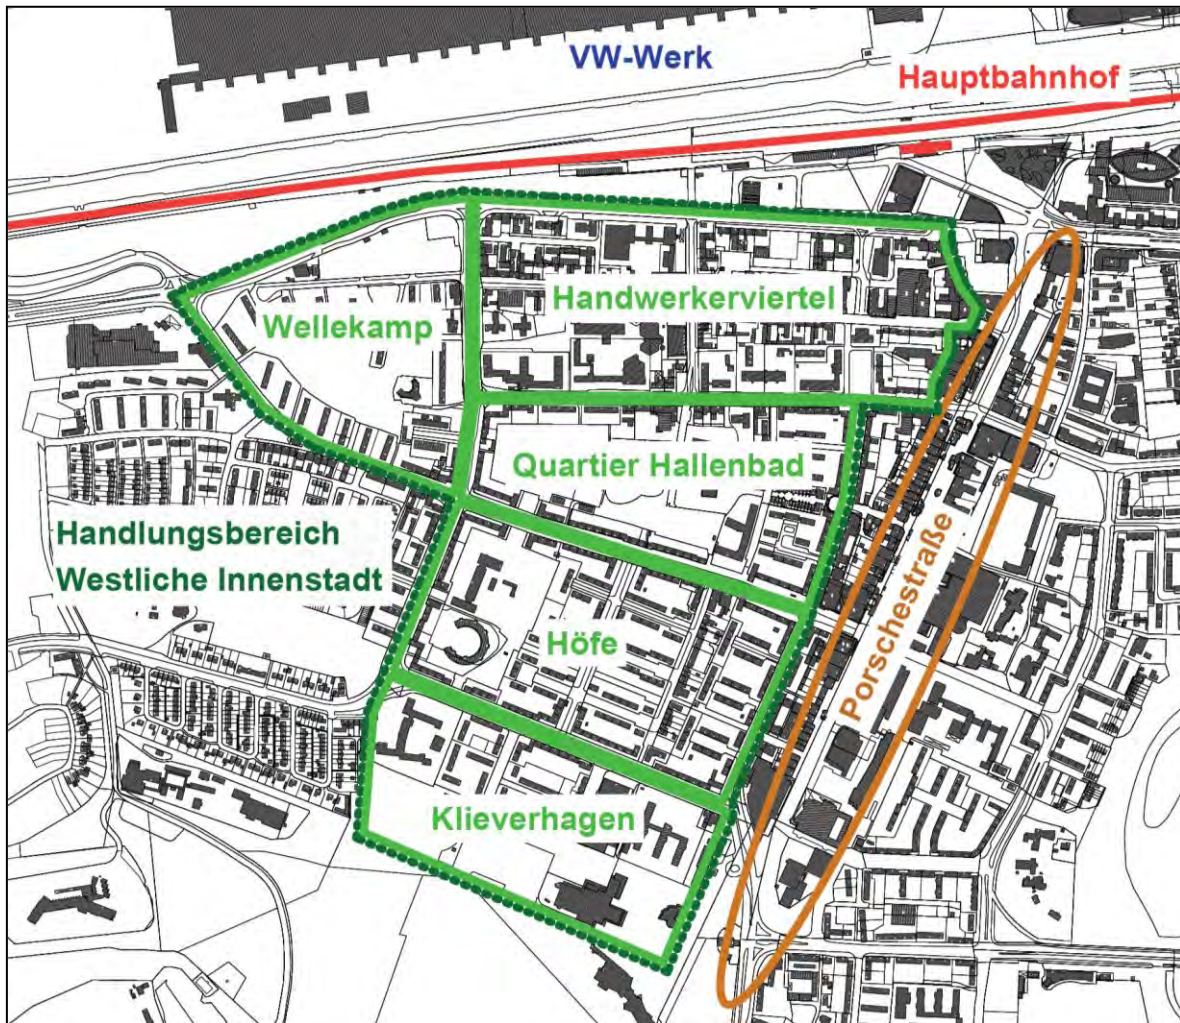 VW-Werk
Hauptbahnhof
Handwerkerviertel
Wellekamp
Quartier Hallenbad
Handlungsbereich
Westliche Innenstadt
Höfe
Porschestraße
Klieverhagen